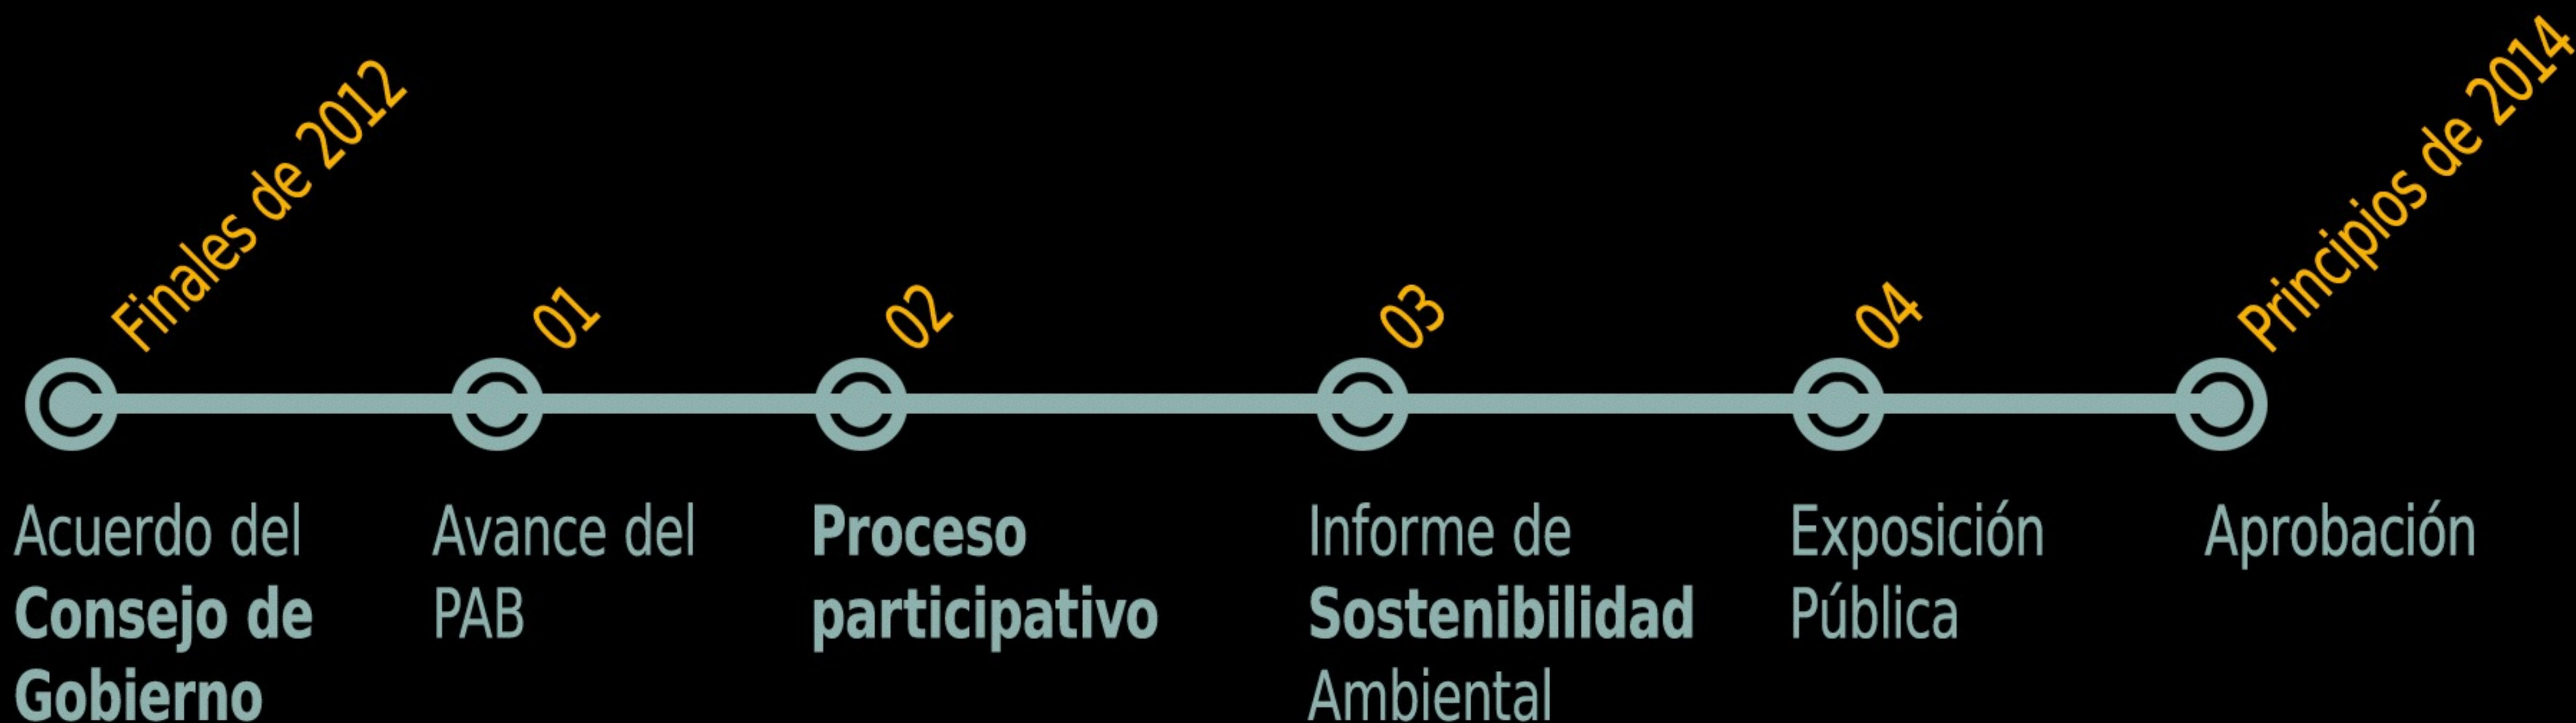 Finales de 2012
01
02
03
04
Principios de 2014
Acuerdo del
Consejo de
Gobierno
Avance del
PAB
Proceso
participativo
Informe de
Sostenibilidad
Ambiental
Exposición
Pública
Aprobación